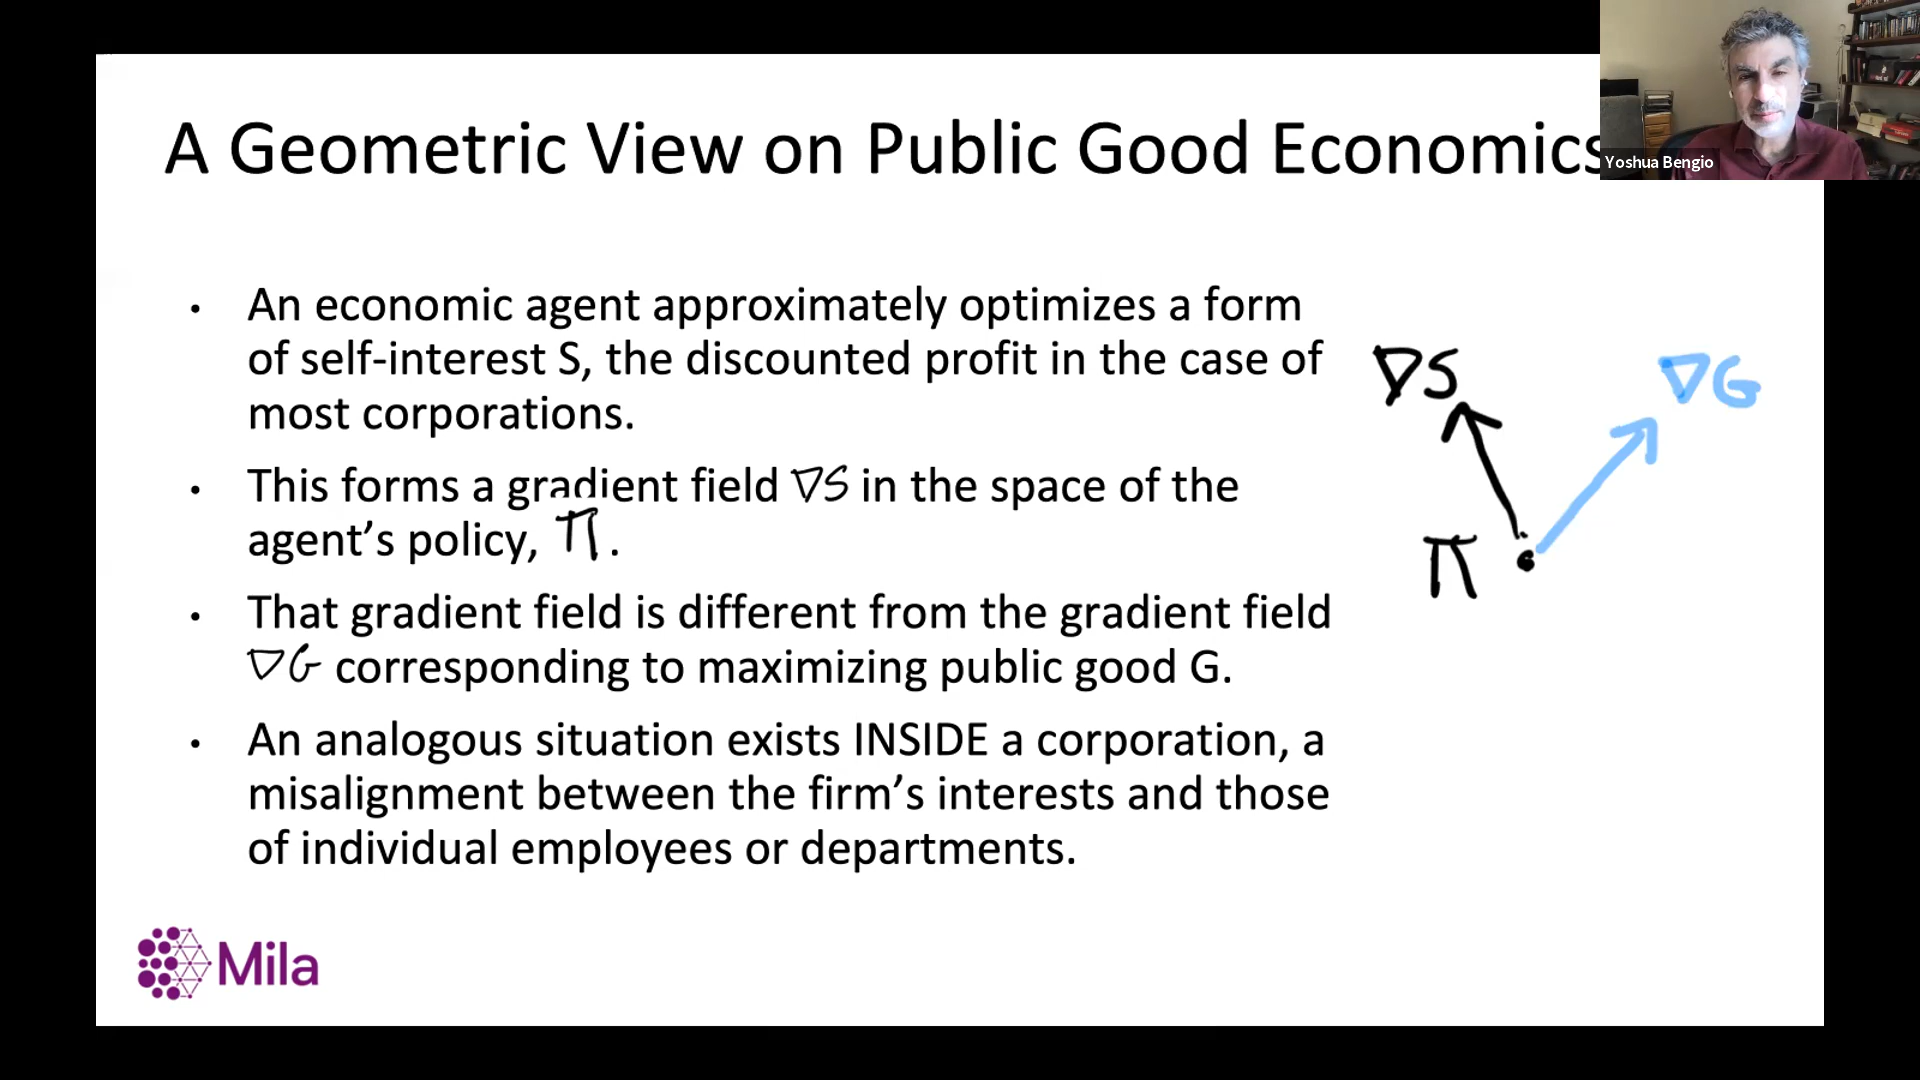 A Geometric View on Public Good Economics
Yoshua Bengio
• An economic agent approximately optimizes a form
of self-interest S, the discounted profit in the case of
most corporations.
• This forms a gradient field ∇S in the space of the
agent’s policy, π.
• That gradient field is different from the gradient field
∇G corresponding to maximizing public good G.
• An analogous situation exists INSIDE a corporation, a
misalignment between the firm’s interests and those
of individual employees or departments.
∇S
∇G
π
Mila